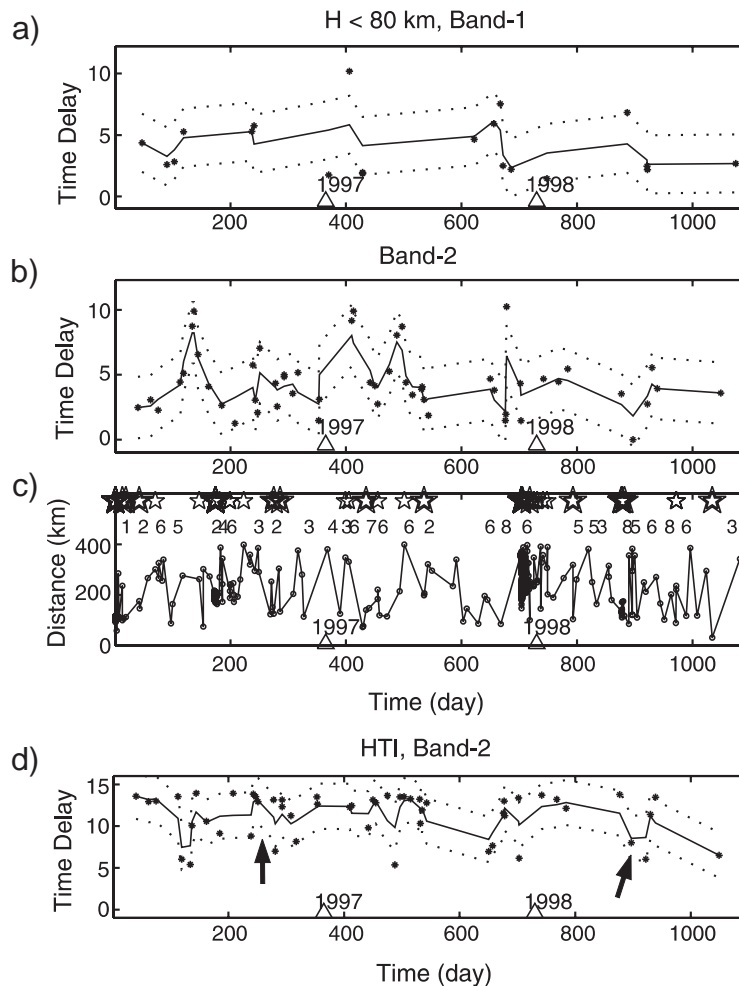 a)
H < 80 km, Band-1
Time Delay
10
5
0
1997
1998
200 400 600 800 1000
b)
Band-2
Time Delay
10
5
0
1997
1998
200 400 600 800 1000
c)
Distance (km)
1 2 6 5 2 4 6 3 2 3 4 3 6 7 6 6 2 6 8 6 5 5 3 8 5 6 8 6 3
400
200
0
1997
1998
200 400 600 800 1000
Time (day)
d)
HTI, Band-2
Time Delay
15
10
5
0
1997
1998
0 200 400 600 800 1000
Time (day)